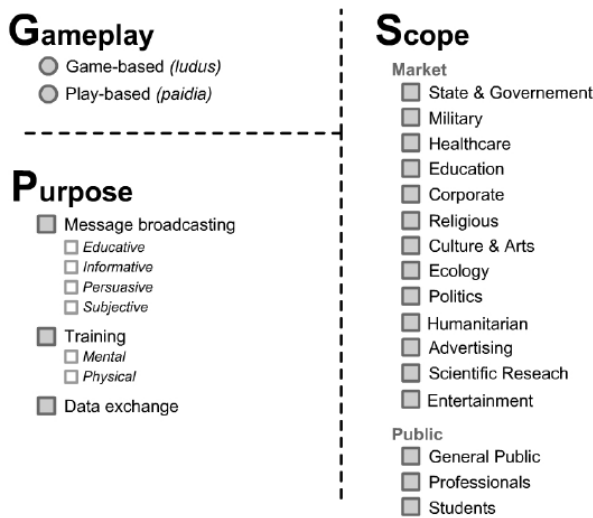 Gameplay
Game-based (ludus)
Play-based (paidia)
Purpose
Message broadcasting
Educative
Informative
Persuasive
Subjective
Training
Mental
Physical
Data exchange
Scope
Market
State & Governement
Military
Healthcare
Education
Corporate
Religious
Culture & Arts
Ecology
Politics
Humanitarian
Advertising
Scientific Reseach
Entertainment
Public
General Public
Professionals
Students